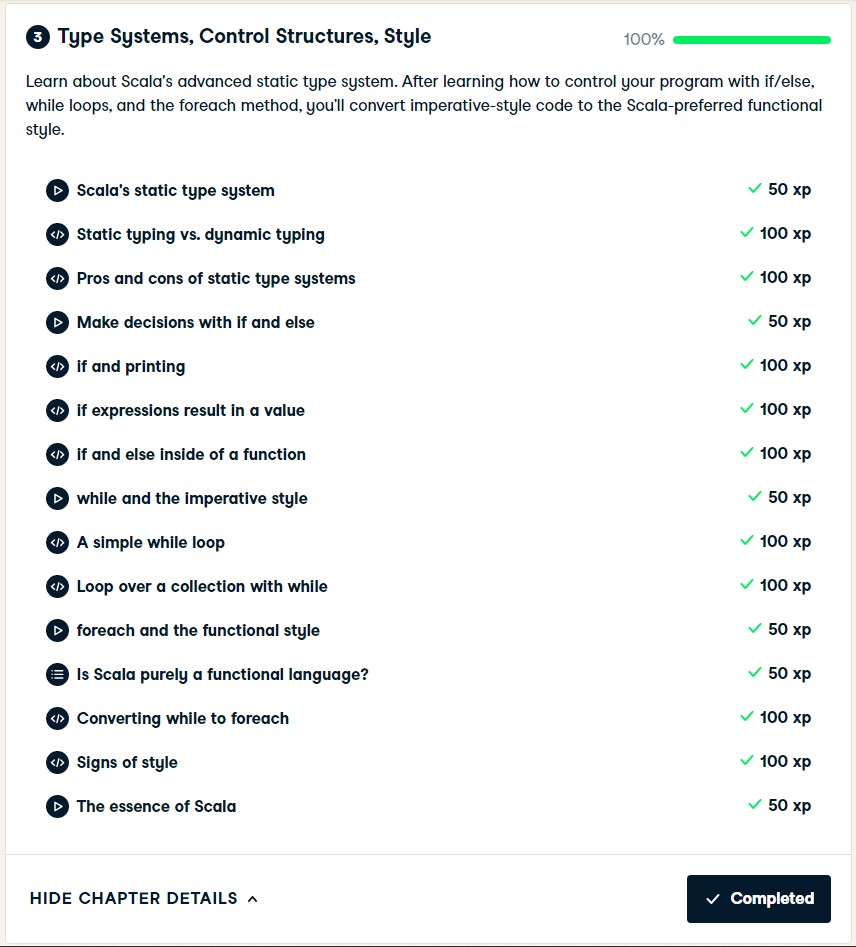 3 Type Systems, Control Structures, Style 100%
Learn about Scala's advanced static type system. After learning how to control your program with if/else,
while loops, and the foreach method, you'll convert imperative-style code to the Scala-preferred functional
style.
Scala's static type system 50 xp
Static typing vs. dynamic typing 100 xp
Pros and cons of static type systems 100 xp
Make decisions with if and else 50 xp
if and printing 100 xp
if expressions result in a value 100 xp
if and else inside of a function 100 xp
while and the imperative style 50 xp
A simple while loop 100 xp
Loop over a collection with while 100 xp
foreach and the functional style 50 xp
Is Scala purely a functional language? 50 xp
Converting while to foreach 100 xp
Signs of style 100 xp
The essence of Scala 50 xp
HIDE CHAPTER DETAILS Completed